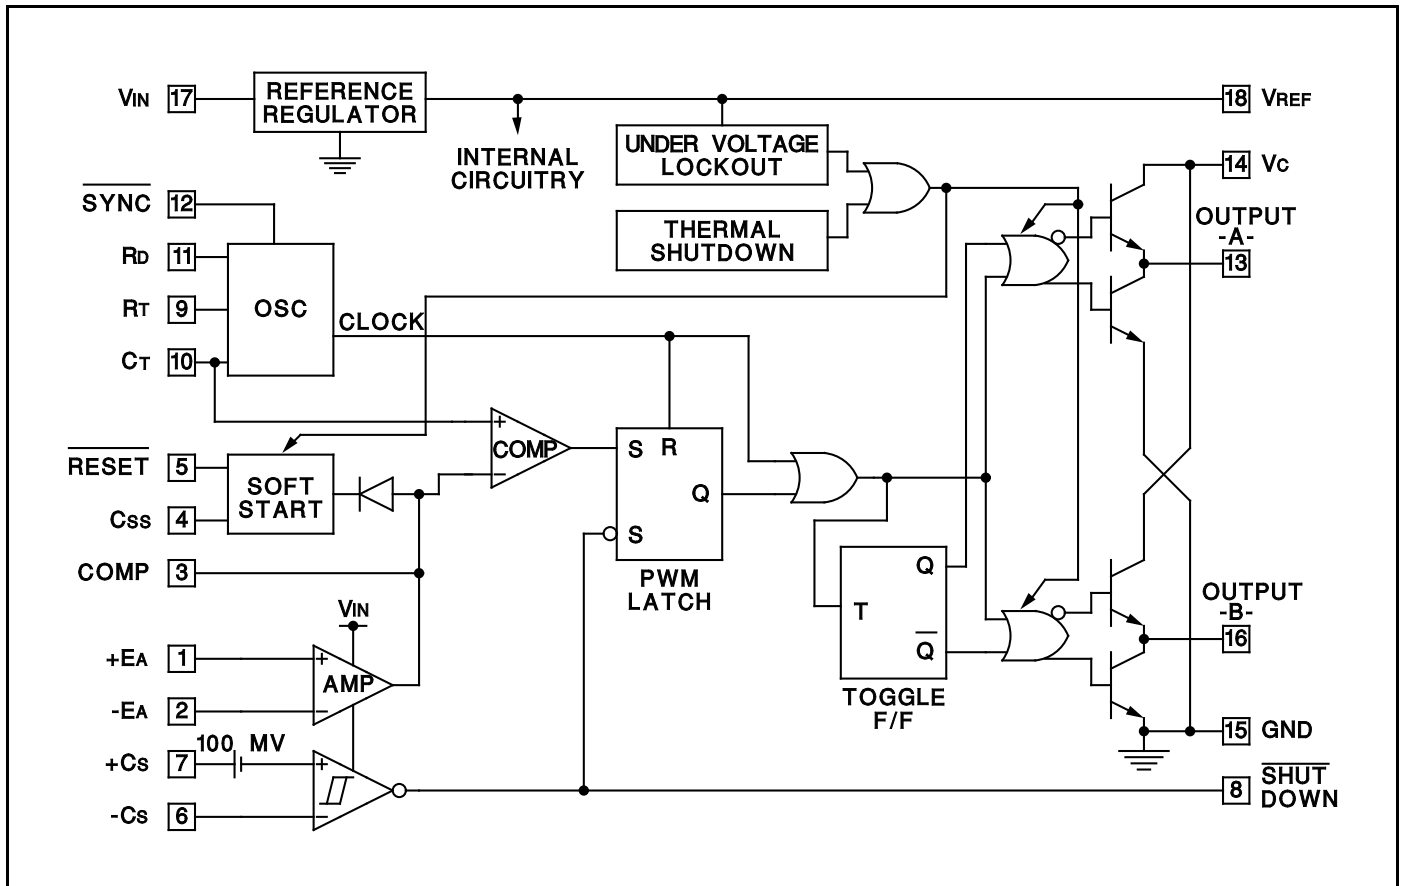 VIN 17
REFERENCE
REGULATOR
18 VREF
INTERNAL
CIRCUITRY
UNDER VOLTAGE
LOCKOUT
14 VC
SYNC 12
THERMAL
SHUTDOWN
OUTPUT
-A-
13
RD 11
RT 9
OSC
CLOCK
CT 10
RESET 5
SOFT
START
CSS 4
+
COMP
-
S R
Q
S
PWM
LATCH
COMP 3
Q
T
Q
TOGGLE
F/F
OUTPUT
-B-
16
VIN
+EA 1
+
AMP
-EA 2
-
15 GND
100 MV
+CS 7
+
-CS 6
-
8 SHUT
DOWN